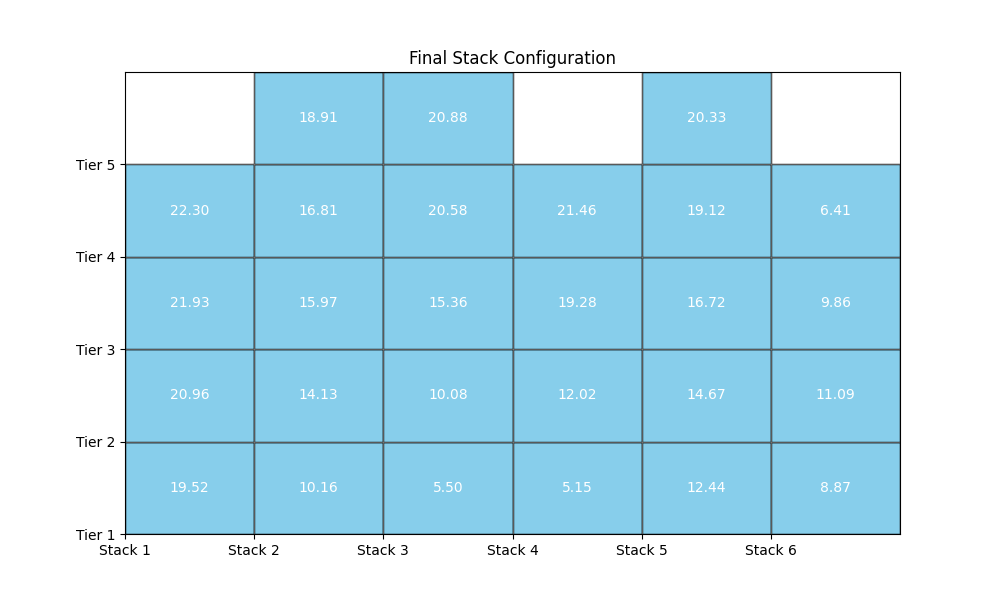 Final Stack Configuration
18.91 20.88 20.33
Tier 5
22.30 16.81 20.58 21.46 19.12 6.41
Tier 4
21.93 15.97 15.36 19.28 16.72 9.86
Tier 3
20.96 14.13 10.08 12.02 14.67 11.09
Tier 2
19.52 10.16 5.50 5.15 12.44 8.87
Tier 1
Stack 1 Stack 2 Stack 3 Stack 4 Stack 5 Stack 6